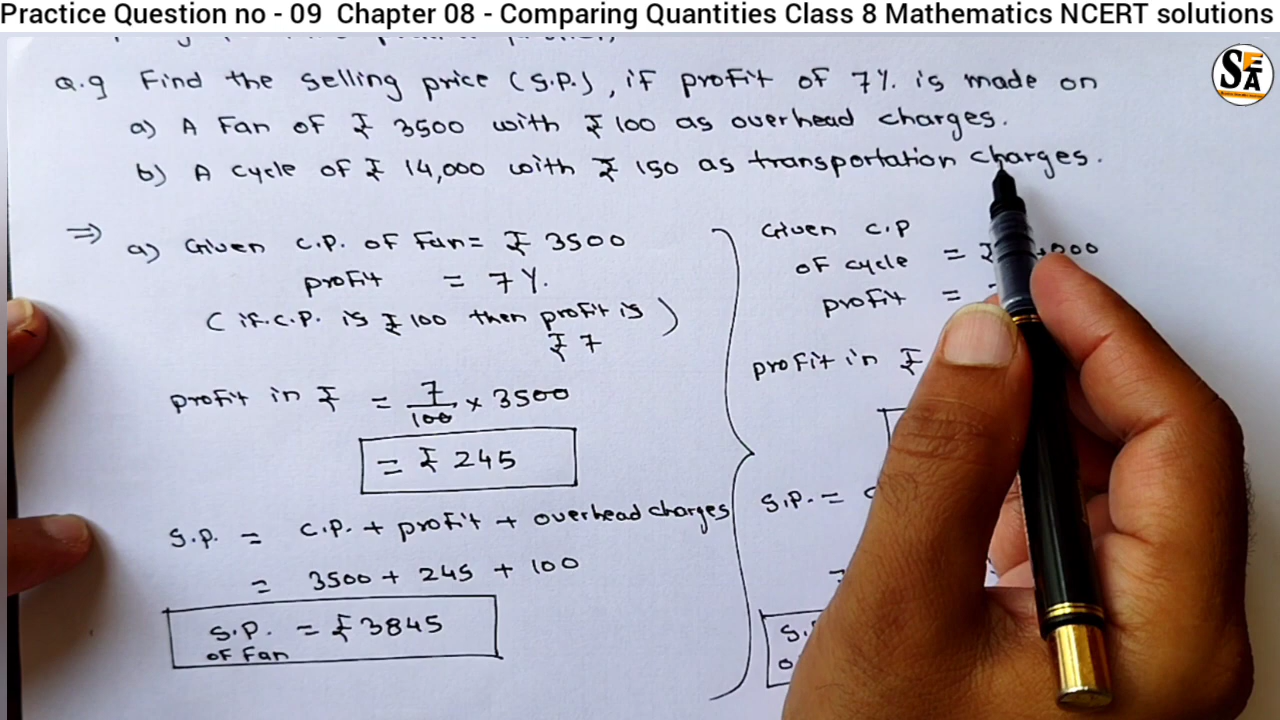 Practice Question no - 09 Chapter 08 - Comparing Quantities Class 8 Mathematics NCERT solutions
SFEA
Q.9 Find the selling price (S.P.), if profit of 7% is made on
a) A Fan of ₹ 3500 with ₹ 100 as overhead charges.
b) A cycle of ₹ 14,000 with ₹ 150 as transportation charges.
⇒ a) Given C.P. of Fan = ₹ 3500
profit = 7%.
( if C.P. is ₹ 100 then profit is )
₹ 7
profit in ₹ = 7/100 × 3500
= ₹ 245
S.P. = C.P. + profit + overhead charges
= 3500 + 245 + 100
S.P. = ₹ 3845
of Fan
Given C.P
of cycle = ₹ 000
profit =
profit in ₹
S.P. =